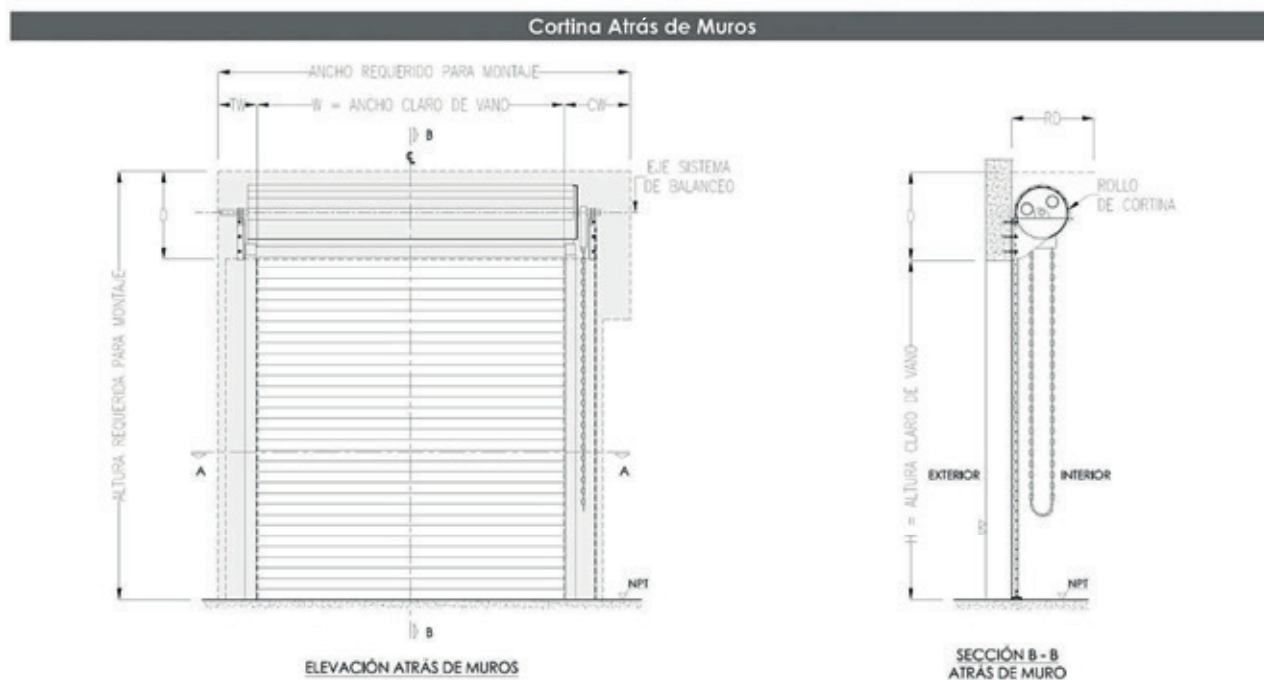 Cortina Atrás de Muros
ANCHO REQUERIDO PARA MONTAJE
TW
W = ANCHO CLARO DE VANO
CW
B
EJE SISTEMA
DE BALANCEO
ALTURA REQUERIDA PARA MONTAJE
A
A
NPT
B
ELEVACIÓN ATRÁS DE MUROS
RD
ROLLO
DE CORTINA
H = ALTURA CLARO DE VANO
EXTERIOR
INTERIOR
NPT
SECCIÓN B - B
ATRÁS DE MURO